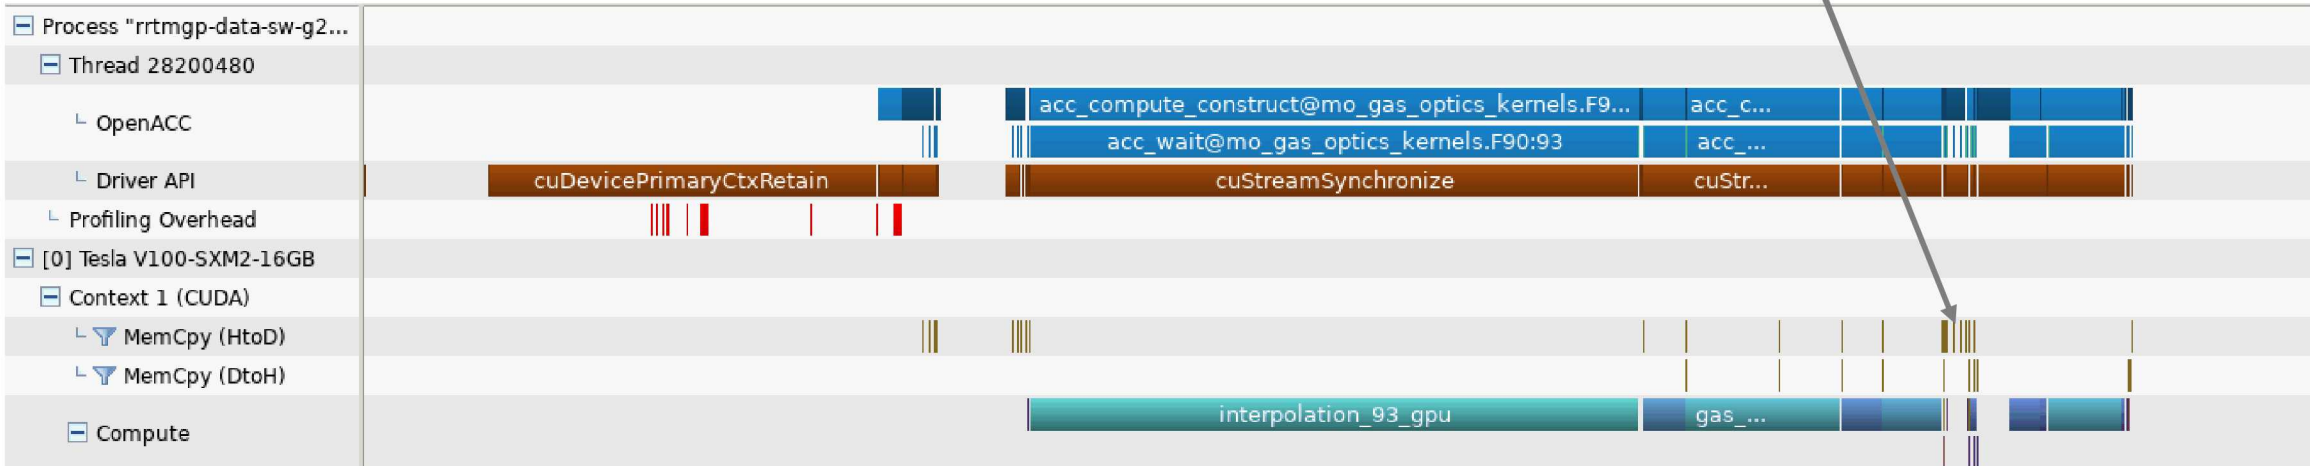 Process "rrtmgp-data-sw-g2...
Thread 28200480
OpenACC
acc_compute_construct@mo_gas_optics_kernels.F9... acc_c...
acc_wait@mo_gas_optics_kernels.F90:93 acc_...
Driver API cuDevicePrimaryCtxRetain cuStreamSynchronize cuStr...
Profiling Overhead
[0] Tesla V100-SXM2-16GB
Context 1 (CUDA)
MemCpy (HtoD)
MemCpy (DtoH)
interpolation_93_gpu gas_...
Compute